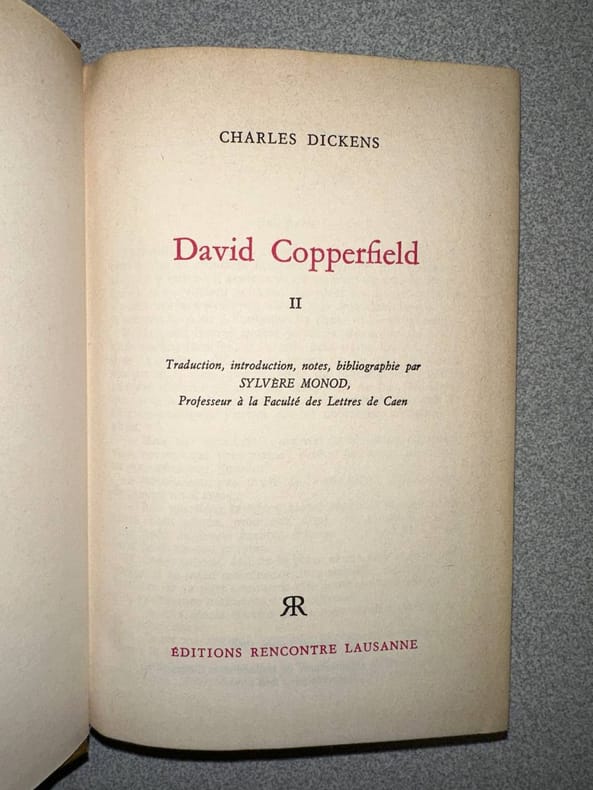 CHARLES DICKENS
David Copperfield
II
Traduction, introduction, notes, bibliographie par
SYLVÈRE MONOD,
Professeur à la Faculté des Lettres de Caen
RR
ÉDITIONS RENCONTRE LAUSANNE